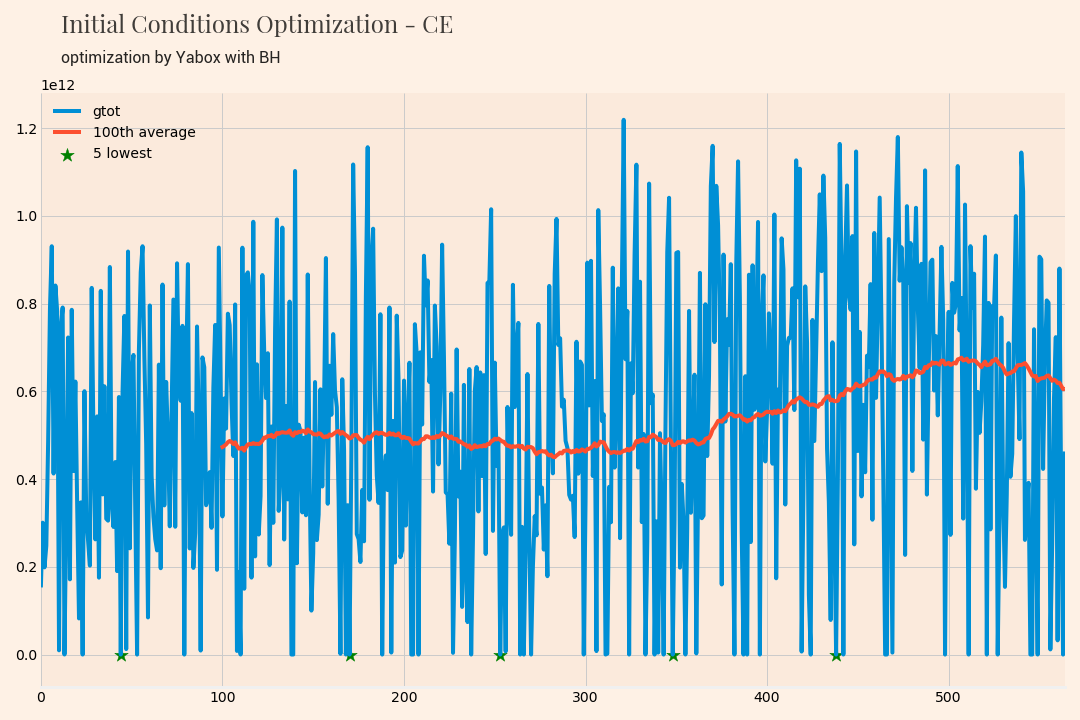 Initial Conditions Optimization - CE
optimization by Yabox with BH
1e12
gtot
100th average
5 lowest
1.2
1.0
0.8
0.6
0.4
0.2
0.0
0 100 200 300 400 500